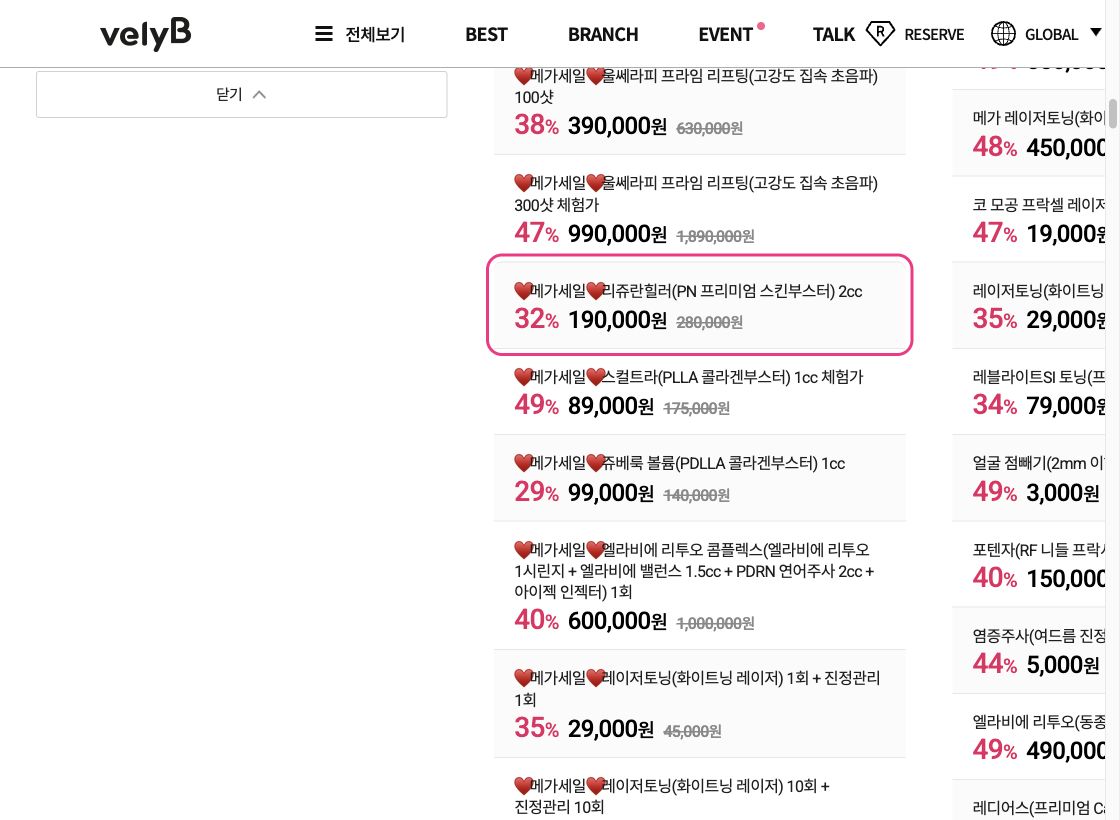 velyB
전체보기
BEST
BRANCH
EVENT
TALK
R
RESERVE
GLOBAL
닫기
❤️메가세일❤️울쎄라피 프라임 리프팅(고강도 집속 초음파)
100샷
38% 390,000원 630,000원
❤️메가세일❤️울쎄라피 프라임 리프팅(고강도 집속 초음파)
300샷 체험가
47% 990,000원 1,890,000원
❤️메가세일❤️리쥬란힐러(PN 프리미엄 스킨부스터) 2cc
32% 190,000원 280,000원
❤️메가세일❤️스컬트라(PLLA 콜라겐부스터) 1cc 체험가
49% 89,000원 175,000원
❤️메가세일❤️쥬베룩 볼륨(PDLLA 콜라겐부스터) 1cc
29% 99,000원 140,000원
❤️메가세일❤️엘라비에 리투오 콤플렉스(엘라비에 리투오
1시린지 + 엘라비에 밸런스 1.5cc + PDRN 연어주사 2cc +
아이젝 인젝터) 1회
40% 600,000원 1,000,000원
❤️메가세일❤️레이저토닝(화이트닝 레이저) 1회 + 진정관리
1회
35% 29,000원 45,000원
❤️메가세일❤️레이저토닝(화이트닝 레이저) 10회 +
진정관리 10회
메가 레이저토닝(화이
48% 450,000
코 모공 프락셀 레이저
47% 19,000원
레이저토닝(화이트닝
35% 29,000원
레블라이트SI 토닝(프
34% 79,000원
얼굴 점빼기(2mm 이
49% 3,000원
포텐자(RF 니들 프락
40% 150,000
염증주사(여드름 진정
44% 5,000원
엘라비에 리투오(동종
49% 490,000
레디어스(프리미엄 Ca